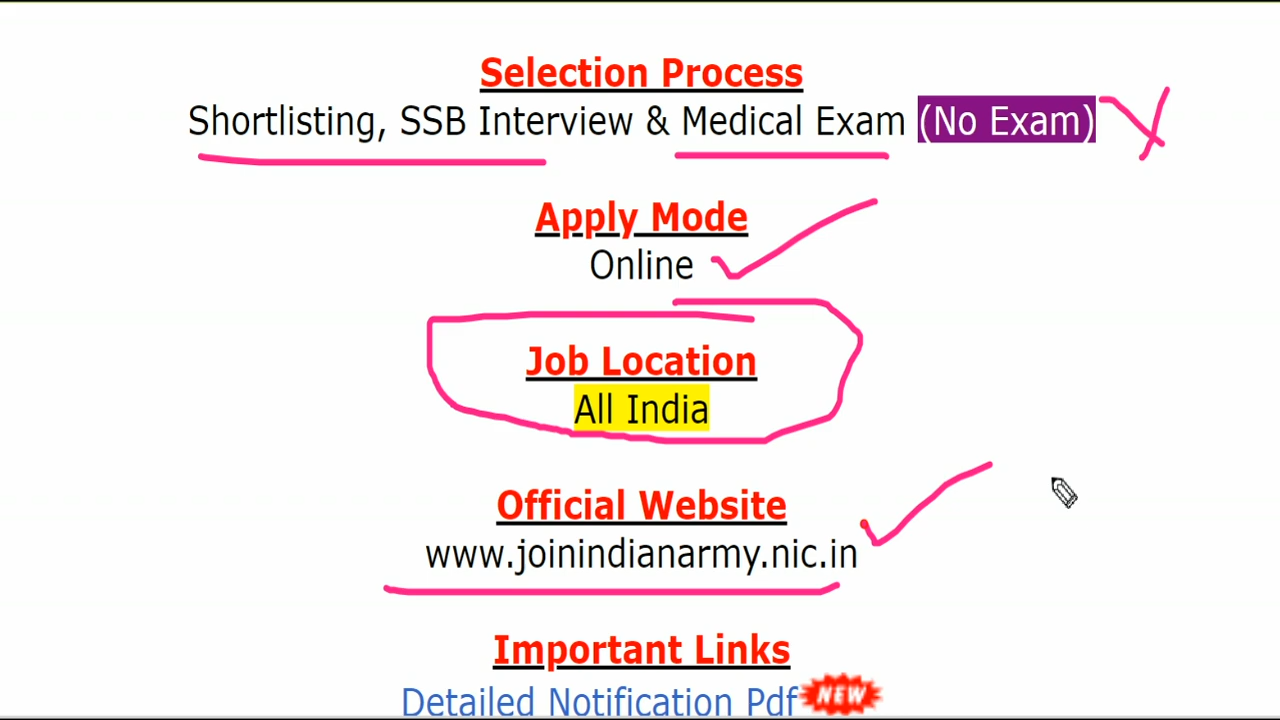 Selection Process
Shortlisting, SSB Interview & Medical Exam (No Exam)
Apply Mode
Online
Job Location
All India
Official Website
www.joinindianarmy.nic.in
Important Links
Detailed Notification Pdf NEW